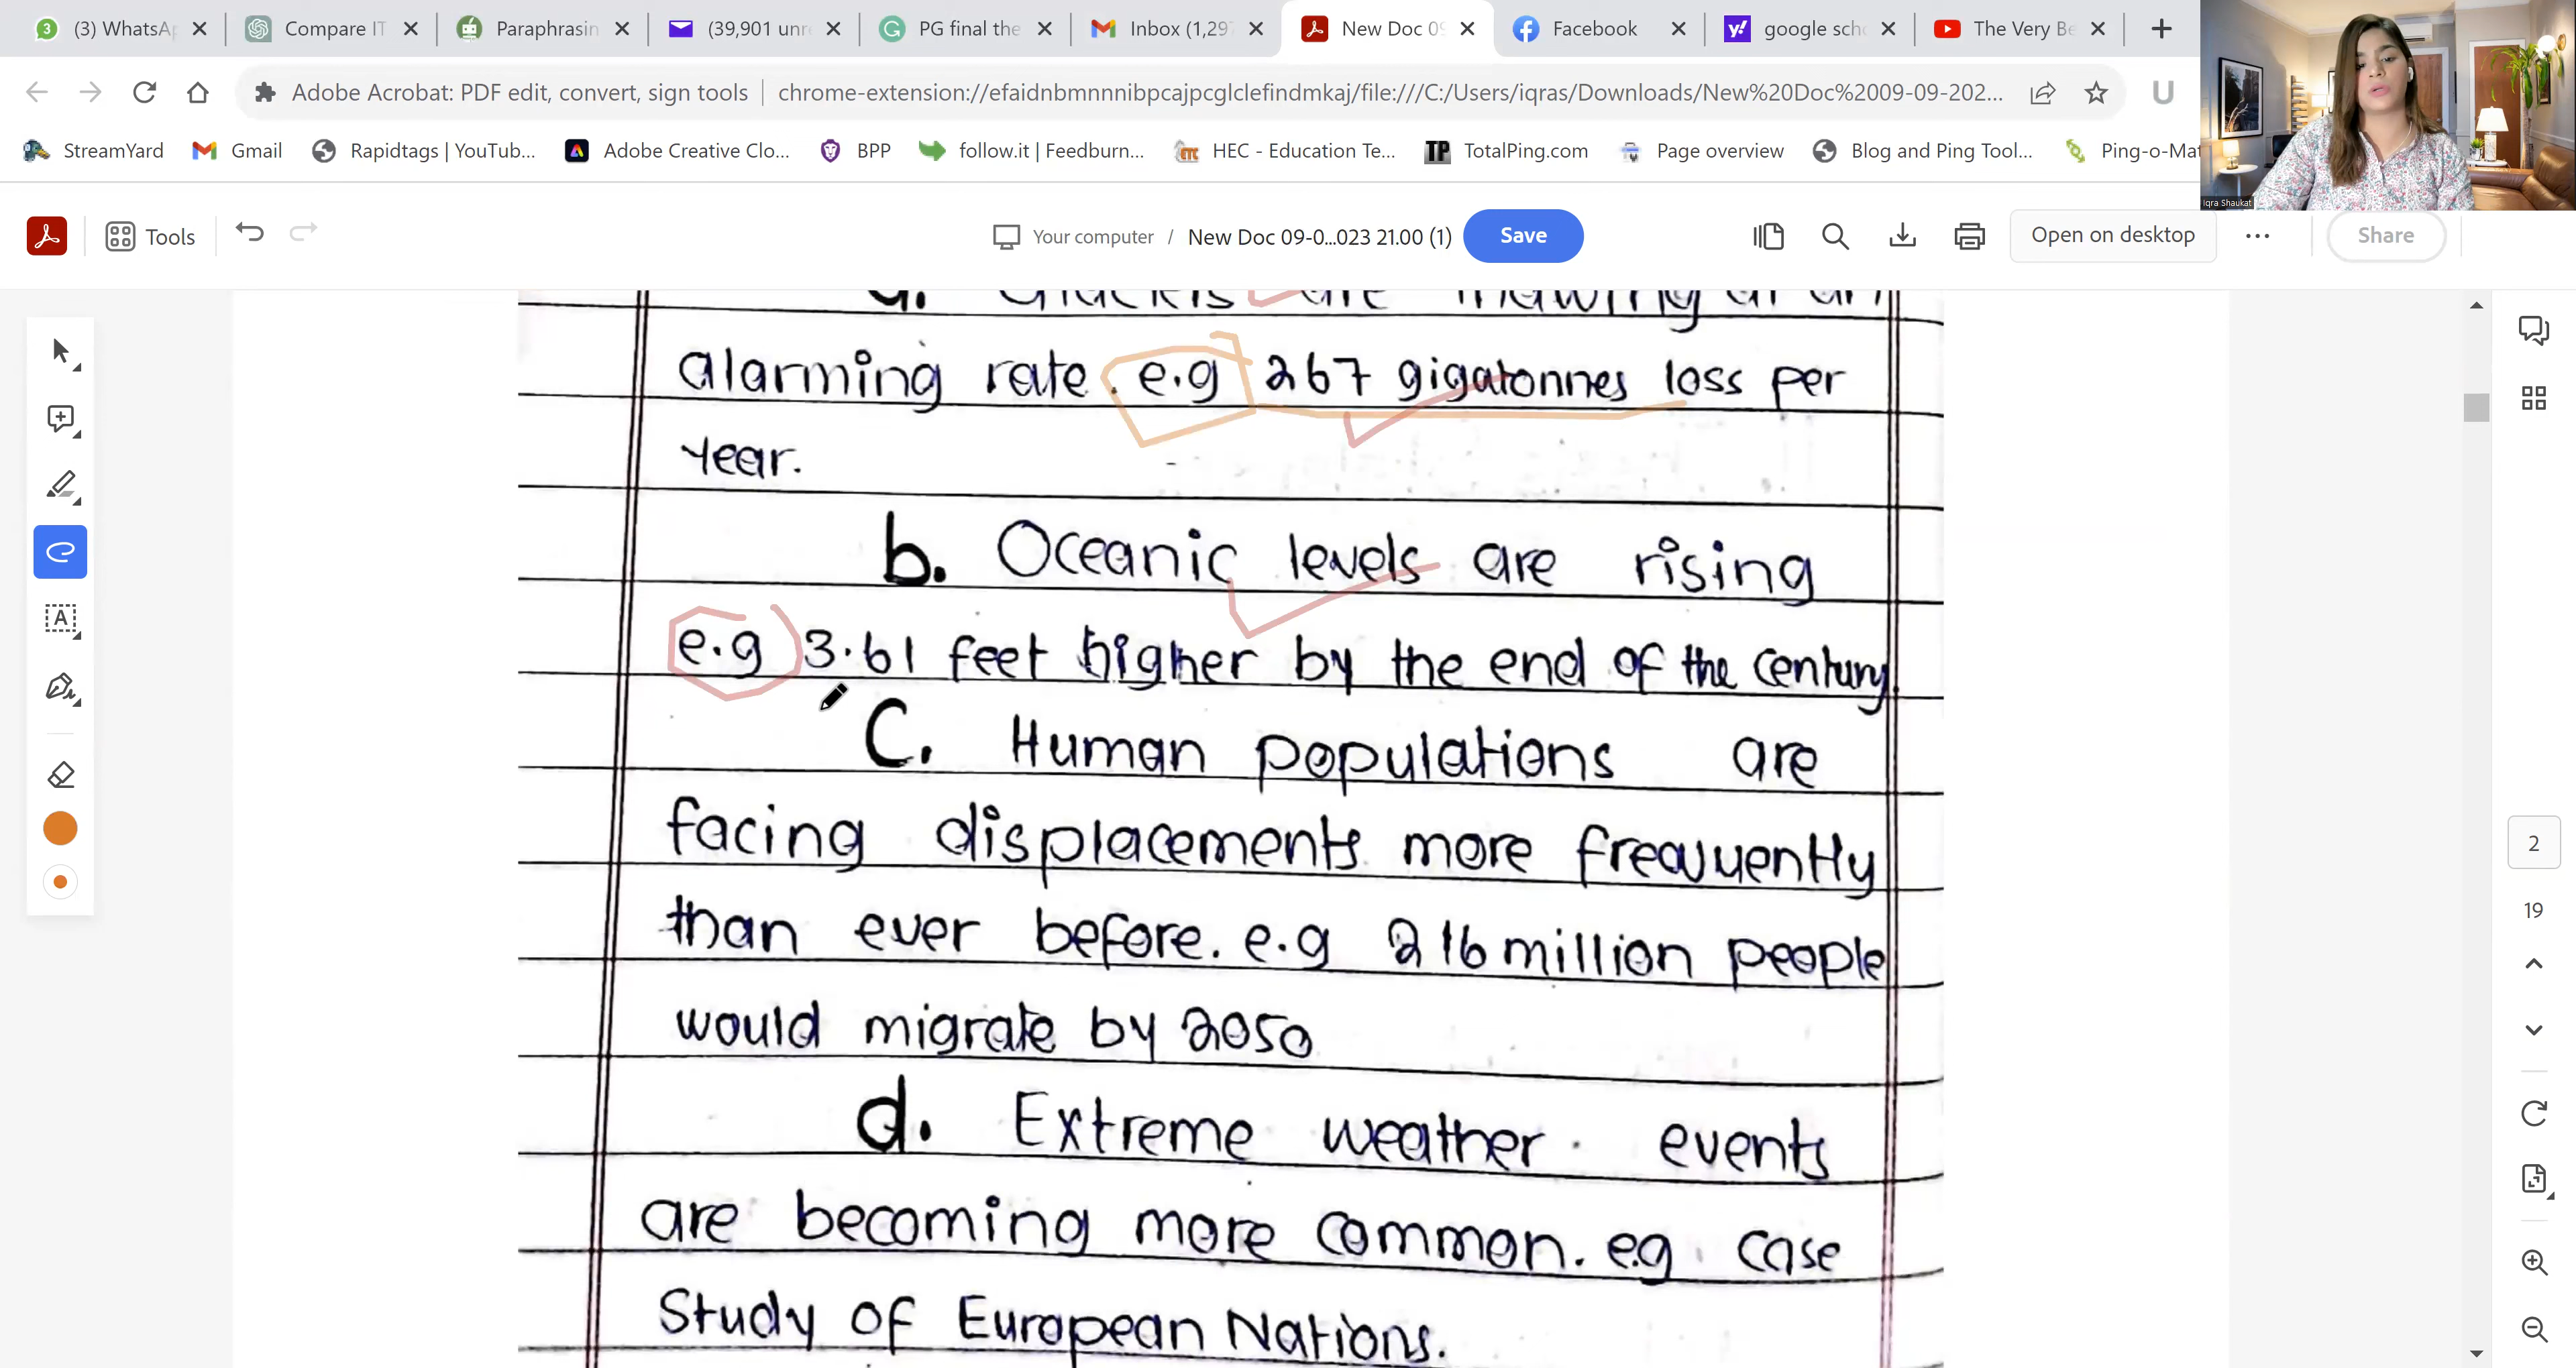 3 (3) WhatsAp
Compare IT
Paraphrasin
(39,901 unr
PG final the
Inbox (1,297
New Doc 09
Facebook
google scho
The Very Be
Adobe Acrobat: PDF edit, convert, sign tools
chrome-extension://efaidnbmnnnibpcajpcglclefindmkaj/file:///C:/Users/iqras/Downloads/New%20Doc%2009-09-202...
StreamYard
Gmail
Rapidtags | YouTub...
Adobe Creative Clo...
BPP
follow.it | Feedburn...
HEC - Education Te...
TotalPing.com
Page overview
Blog and Ping Tool...
Ping-o-Mat
Iqra Shaukat
Tools
Your computer / New Doc 09-0...023 21.00 (1)
Save
Open on desktop
Share
alarming rate. e.g 267 gigatonnes loss per
year.
b. Oceanic levels are rising
e.g 3.61 feet higher by the end of the century.
C. Human populations are
facing displacements more frequently
than ever before. e.g 216 million people
would migrate by 2050
d. Extreme weather events
are becoming more common. e.g. case
Study of European Nations.
2
19